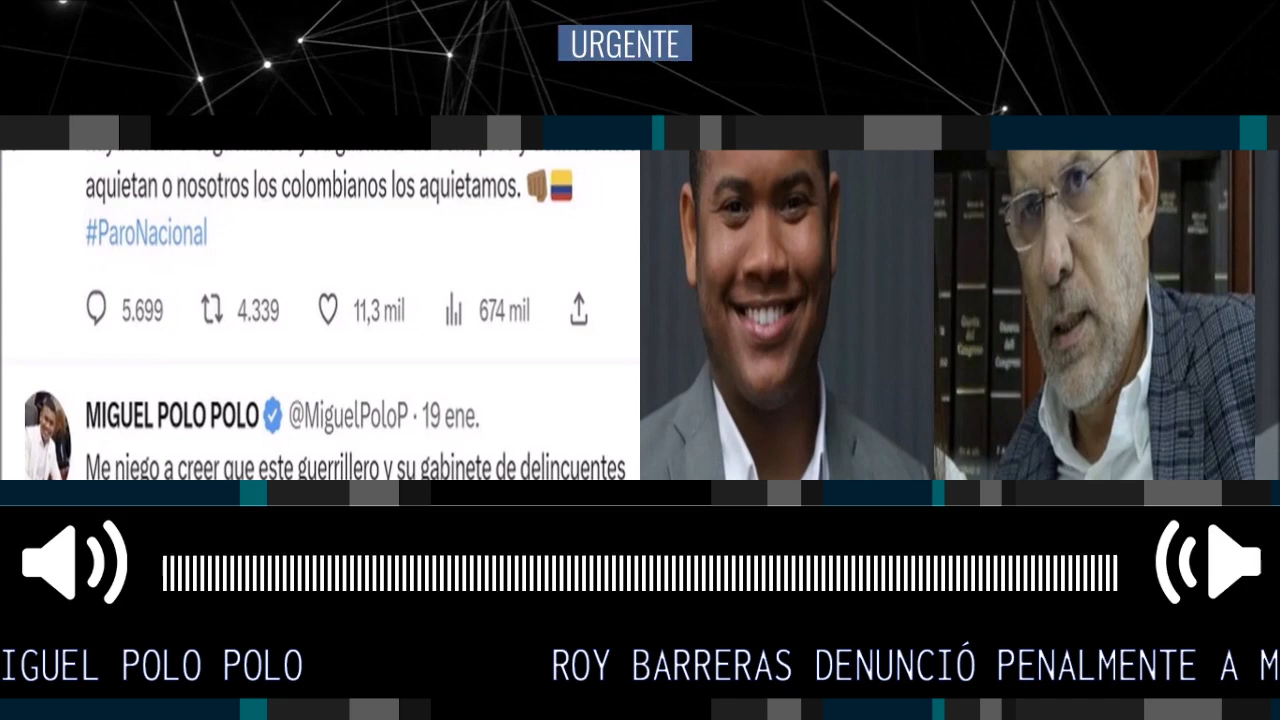 URGENTE
aquietan o nosotros los colombianos los aquietamos.
#ParoNacional
5.699 4.339 11,3 mil 674 mil
MIGUEL POLO POLO @MiguelPoloP · 19 ene.
Me niego a creer que este guerrillero y su gabinete de delincuentes
IGUEL POLO POLO ROY BARRERAS DENUNCIÓ PENALMENTE A M